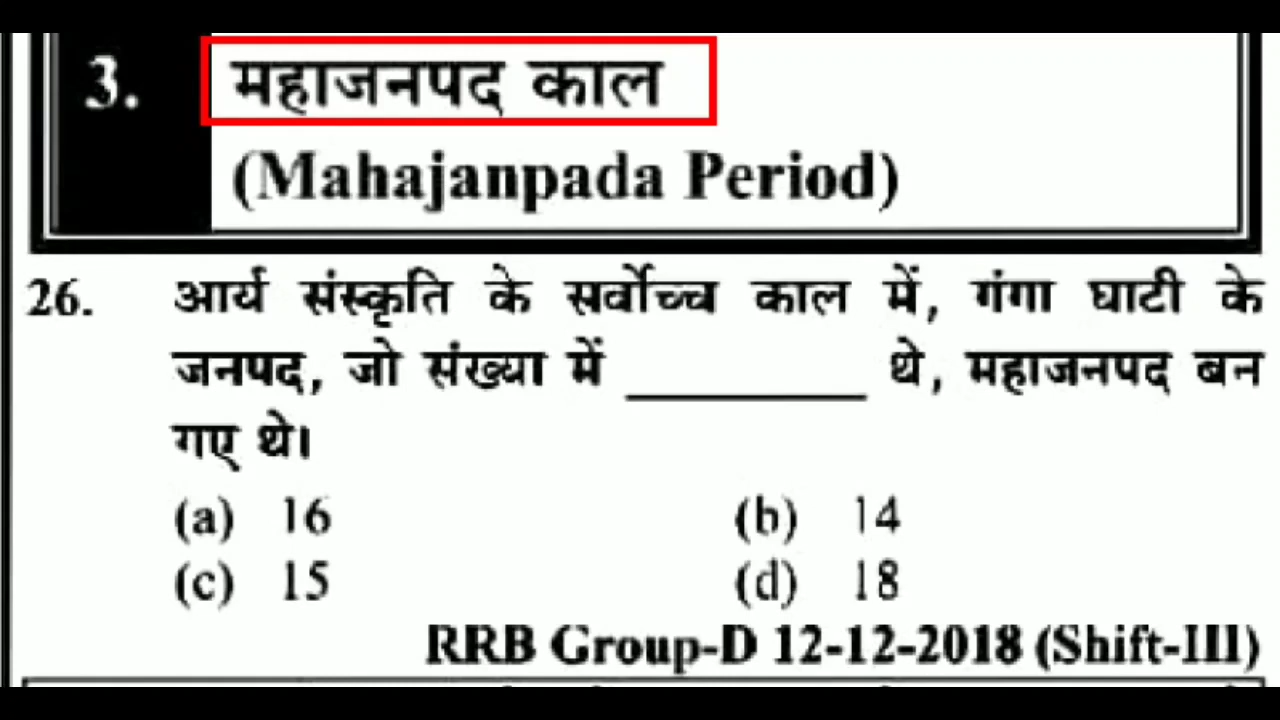 3. महाजनपद काल
(Mahajanpada Period)
26. आर्य संस्कृति के सर्वोच्च काल में, गंगा घाटी के
जनपद, जो संख्या में __________ थे, महाजनपद बन
गए थे।
(a) 16 (b) 14
(c) 15 (d) 18
RRB Group-D 12-12-2018 (Shift-III)